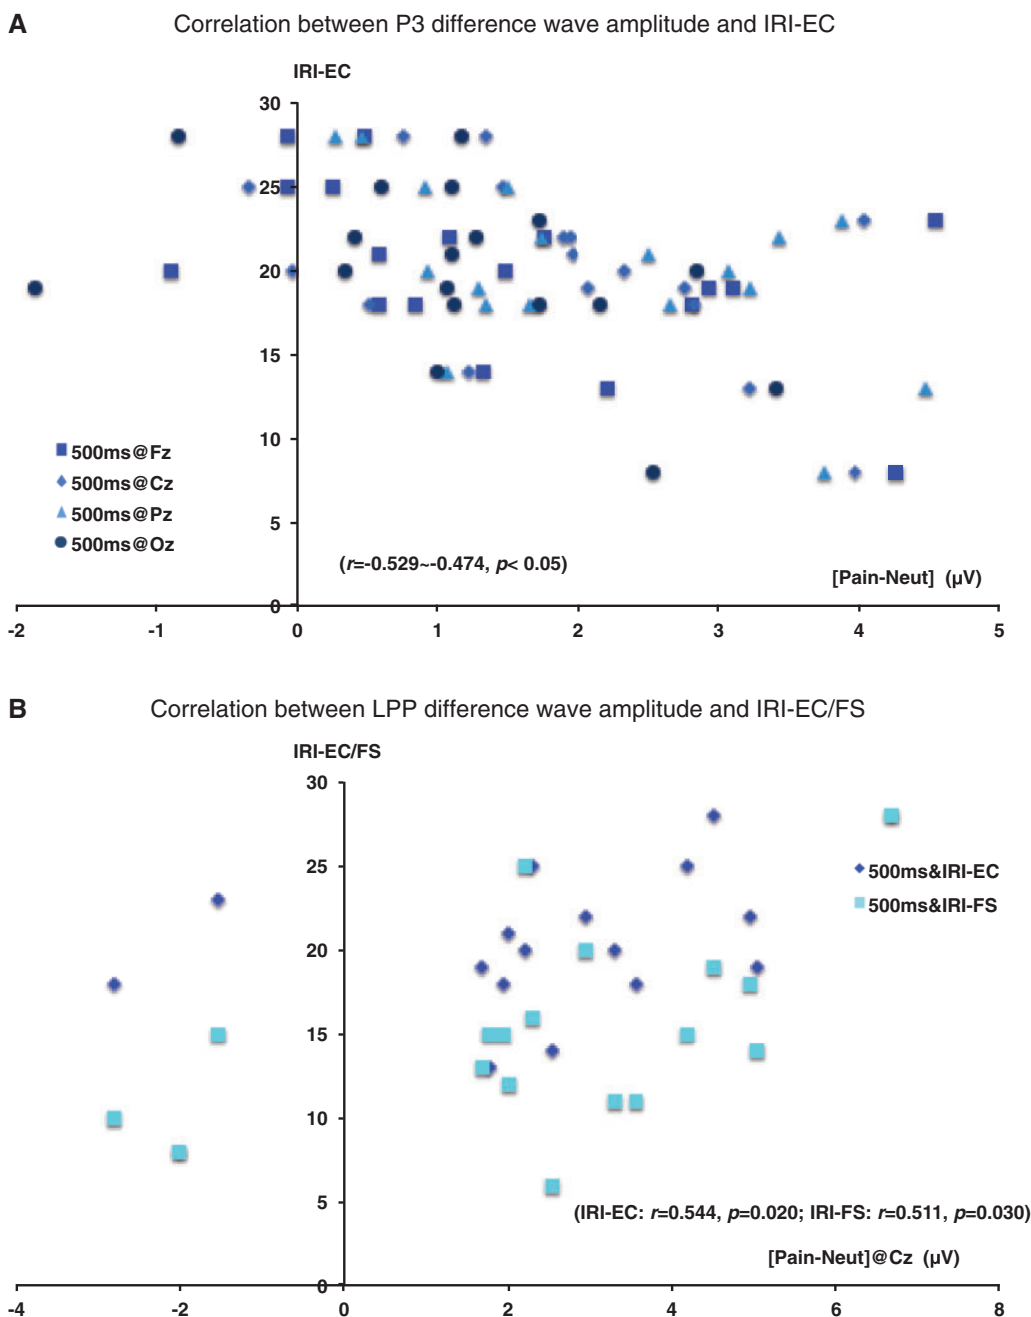 A
Correlation between P3 difference wave amplitude and IRI-EC
IRI-EC
30
25
20
15
10
5
0
500ms@Fz
500ms@Cz
500ms@Pz
500ms@Oz
(r=-0.529~-0.474, p< 0.05)
[Pain-Neut] (µV)
-2 -1 0 1 2 3 4 5
B
Correlation between LPP difference wave amplitude and IRI-EC/FS
IRI-EC/FS
30
25
20
15
10
5
0
500ms&IRI-EC
500ms&IRI-FS
(IRI-EC: r=0.544, p=0.020; IRI-FS: r=0.511, p=0.030)
[Pain-Neut]@Cz (µV)
-4 -2 0 2 4 6 8